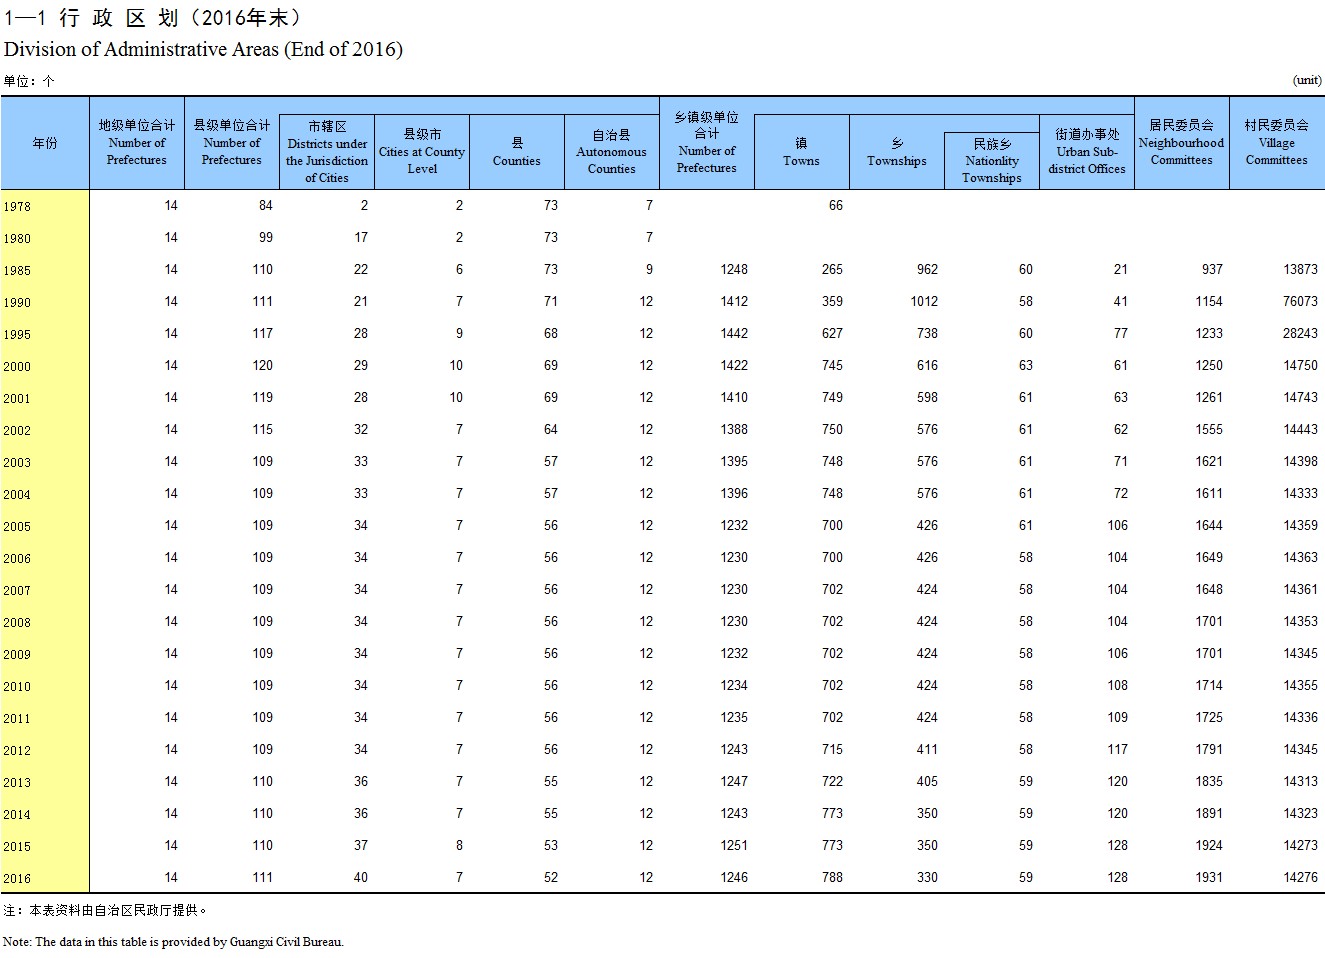 1—1 行 政 区 划（2016年末）
Division of Administrative Areas (End of 2016)
单位：个 (unit)
年份 地级单位合计 Number of Prefectures 县级单位合计 Number of Prefectures 市辖区 Districts under the Jurisdiction of Cities 县级市 Cities at County Level 县 Counties 自治县 Autonomous Counties 乡镇级单位合计 Number of Prefectures 镇 Towns 乡 Townships 民族乡 Nationlity Townships 街道办事处 Urban Sub-district Offices 居民委员会 Neighbourhood Committees 村民委员会 Village Committees
1978 14 84 2 2 73 7 66
1980 14 99 17 2 73 7
1985 14 110 22 6 73 9 1248 265 962 60 21 937 13873
1990 14 111 21 7 71 12 1412 359 1012 58 41 1154 76073
1995 14 117 28 9 68 12 1442 627 738 60 77 1233 28243
2000 14 120 29 10 69 12 1422 745 616 63 61 1250 14750
2001 14 119 28 10 69 12 1410 749 598 61 63 1261 14743
2002 14 115 32 7 64 12 1388 750 576 61 62 1555 14443
2003 14 109 33 7 57 12 1395 748 576 61 71 1621 14398
2004 14 109 33 7 57 12 1396 748 576 61 72 1611 14333
2005 14 109 34 7 56 12 1232 700 426 61 106 1644 14359
2006 14 109 34 7 56 12 1230 700 426 58 104 1649 14363
2007 14 109 34 7 56 12 1230 702 424 58 104 1648 14361
2008 14 109 34 7 56 12 1230 702 424 58 104 1701 14353
2009 14 109 34 7 56 12 1232 702 424 58 106 1701 14345
2010 14 109 34 7 56 12 1234 702 424 58 108 1714 14355
2011 14 109 34 7 56 12 1235 702 424 58 109 1725 14336
2012 14 109 34 7 56 12 1243 715 411 58 117 1791 14345
2013 14 110 36 7 55 12 1247 722 405 59 120 1835 14313
2014 14 110 36 7 55 12 1243 773 350 59 120 1891 14323
2015 14 110 37 8 53 12 1251 773 350 59 128 1924 14273
2016 14 111 40 7 52 12 1246 788 330 59 128 1931 14276
注：本表资料由自治区民政厅提供。
Note: The data in this table is provided by Guangxi Civil Bureau.